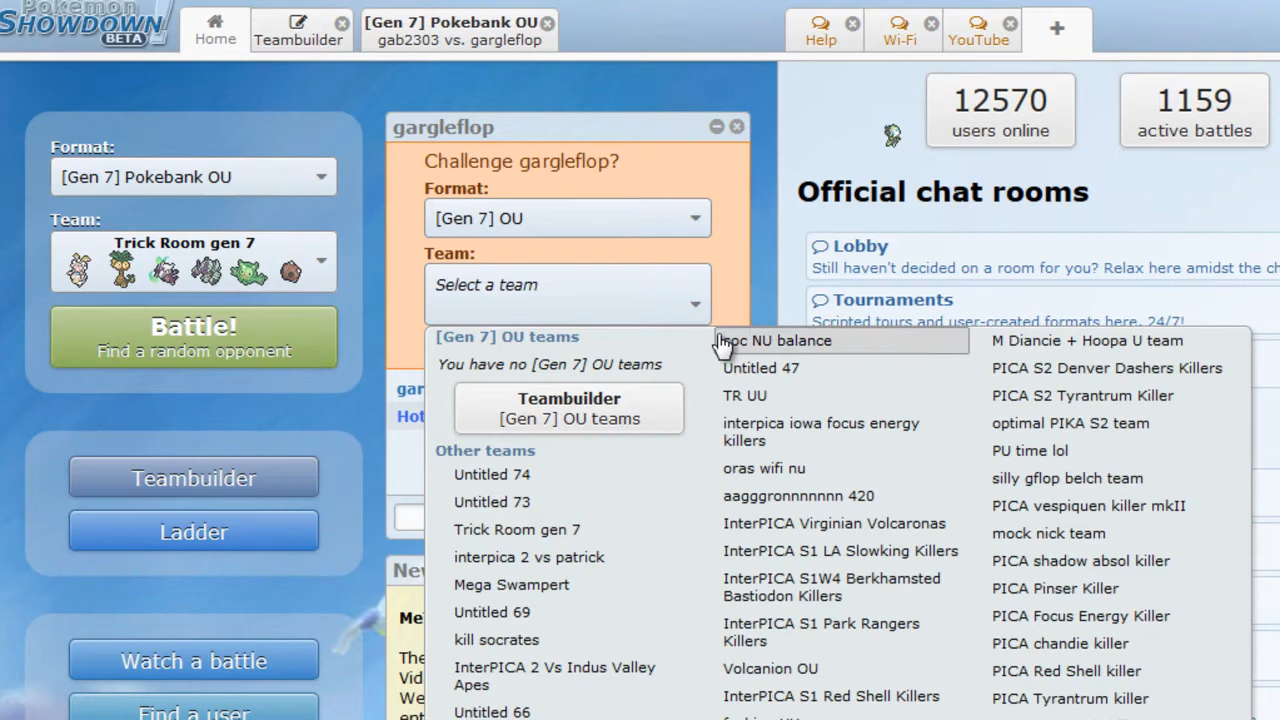 Pokémon
SHOWDOWN
BETA
Home
Teambuilder
[Gen 7] Pokebank OU
gab2303 vs. gargleflop
Help
Wi-Fi
YouTube
+
Format:
[Gen 7] Pokebank OU
Team:
Trick Room gen 7
Battle!
Find a random opponent
Teambuilder
Ladder
Watch a battle
Find a user
gargleflop
Challenge gargleflop?
Format:
[Gen 7] OU
Team:
Select a team
gar
Hot
[Gen 7] OU teams
You have no [Gen 7] OU teams
Teambuilder
[Gen 7] OU teams
Other teams
Untitled 74
Untitled 73
Trick Room gen 7
interpica 2 vs patrick
Mega Swampert
Untitled 69
kill socrates
InterPICA 2 Vs Indus Valley
Apes
Untitled 66
NU balance
Untitled 47
TR UU
interpica iowa focus energy
killers
oras wifi nu
aagggronnnnnnn 420
InterPICA Virginian Volcaronas
InterPICA S1 LA Slowking Killers
InterPICA S1W4 Berkhamsted
Bastiodon Killers
InterPICA S1 Park Rangers
Killers
Volcanion OU
InterPICA S1 Red Shell Killers
M Diancie + Hoopa U team
PICA S2 Denver Dashers Killers
PICA S2 Tyrantrum Killer
optimal PIKA S2 team
PU time lol
silly gflop belch team
PICA vespiquen killer mkII
mock nick team
PICA shadow absol killer
PICA Pinser Killer
PICA Focus Energy Killer
PICA chandie killer
PICA Red Shell killer
PICA Tyrantrum killer
Ne
Me
The
Vid
We
ent
12570
users online
1159
active battles
Official chat rooms
Lobby
Still haven't decided on a room for you? Relax here amidst the ch
Tournaments
Scripted tours and user-created formats here. 24/7!